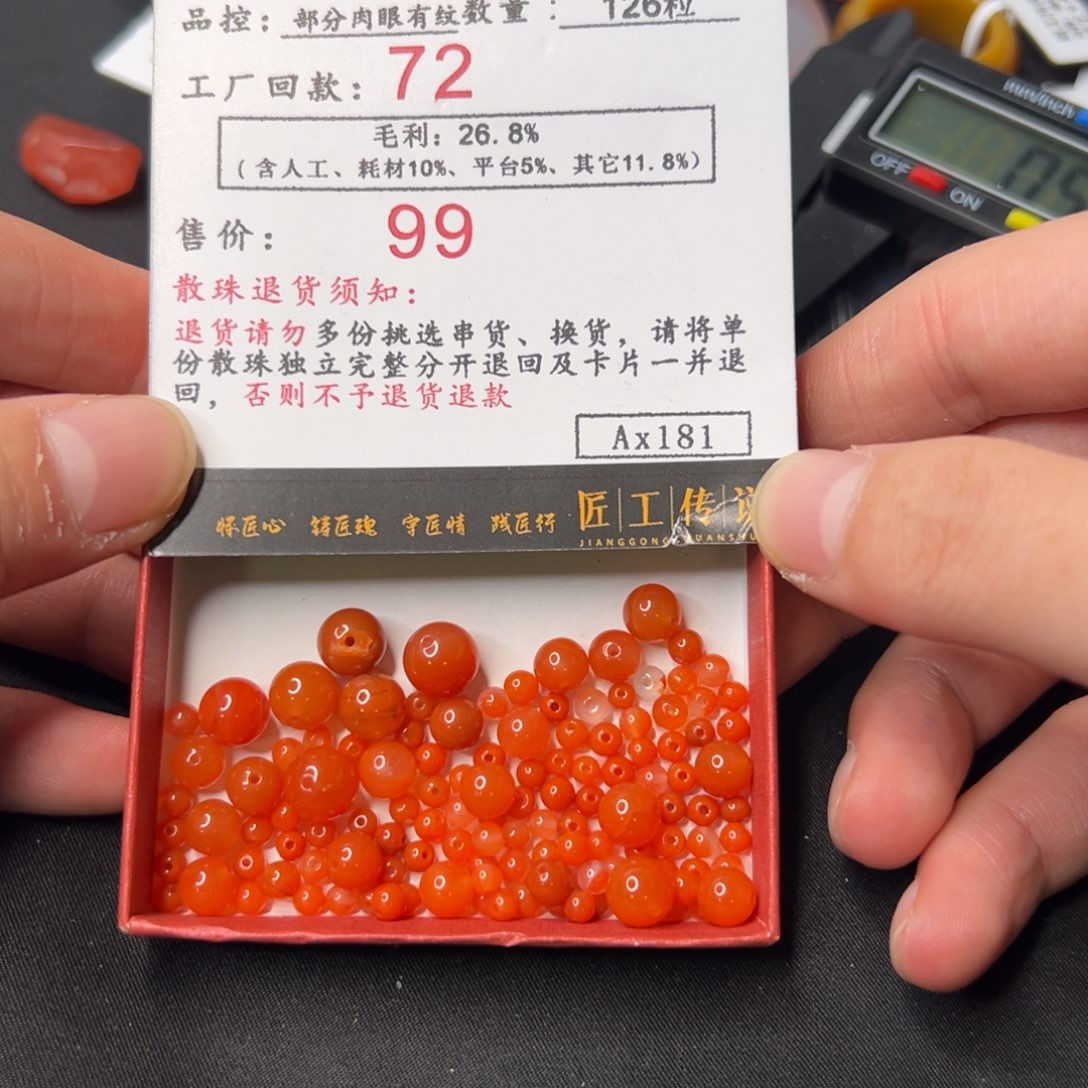 品控：部分肉眼有纹数量：126粒
工厂回款：72
毛利：26.8%
（含人工、耗材10%、平台5%、其它11.8%）
售价：99
散珠退货须知：
退货请勿多份挑选串货、换货，请将单
份散珠独立完整分开退回及卡片一并退
回，否则不予退货退款
Ax181
怀匠心 铸匠魂 守匠情 践匠行
匠工传说
mm/inch
OFF
ON